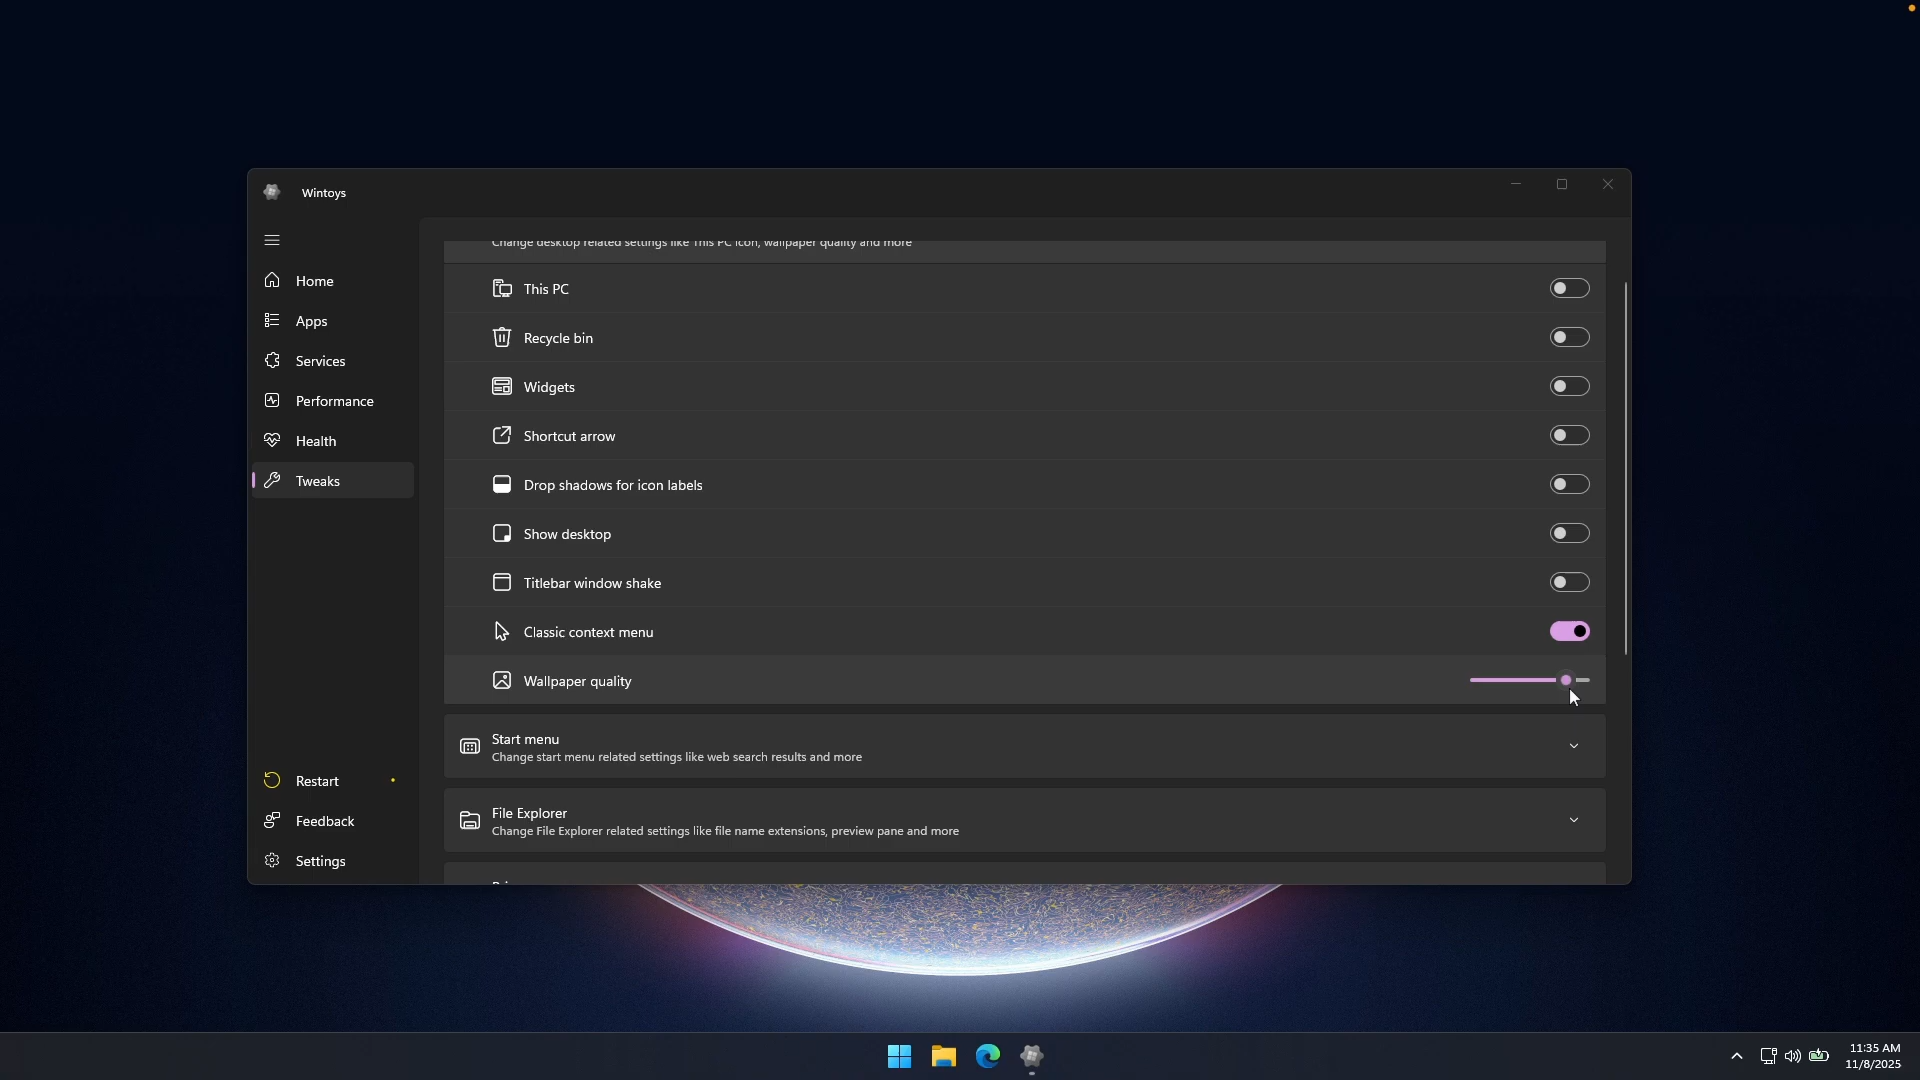 Wintoys
Change desktop related settings like This PC icon, wallpaper quality and more
Home
Apps
Services
Performance
Health
Tweaks
This PC
Recycle bin
Widgets
Shortcut arrow
Drop shadows for icon labels
Show desktop
Titlebar window shake
Classic context menu
Wallpaper quality
Start menu
Change start menu related settings like web search results and more
File Explorer
Change File Explorer related settings like file name extensions, preview pane and more
Restart
Feedback
Settings
11:35 AM
11/8/2025